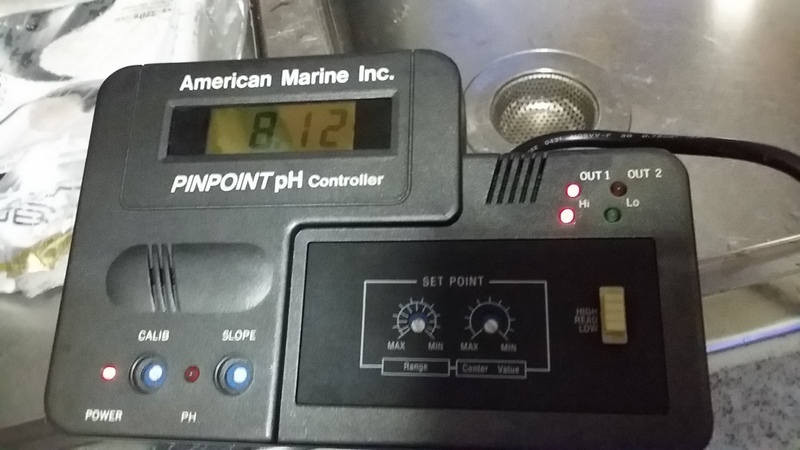 American Marine Inc.
8.12
PINPOINT pH Controller
OUT 1 OUT 2
Hi Lo
SET POINT
MAX MIN MAX MIN
Range Center Value
HIGH
READ
LOW
CALIB SLOPE
POWER PH